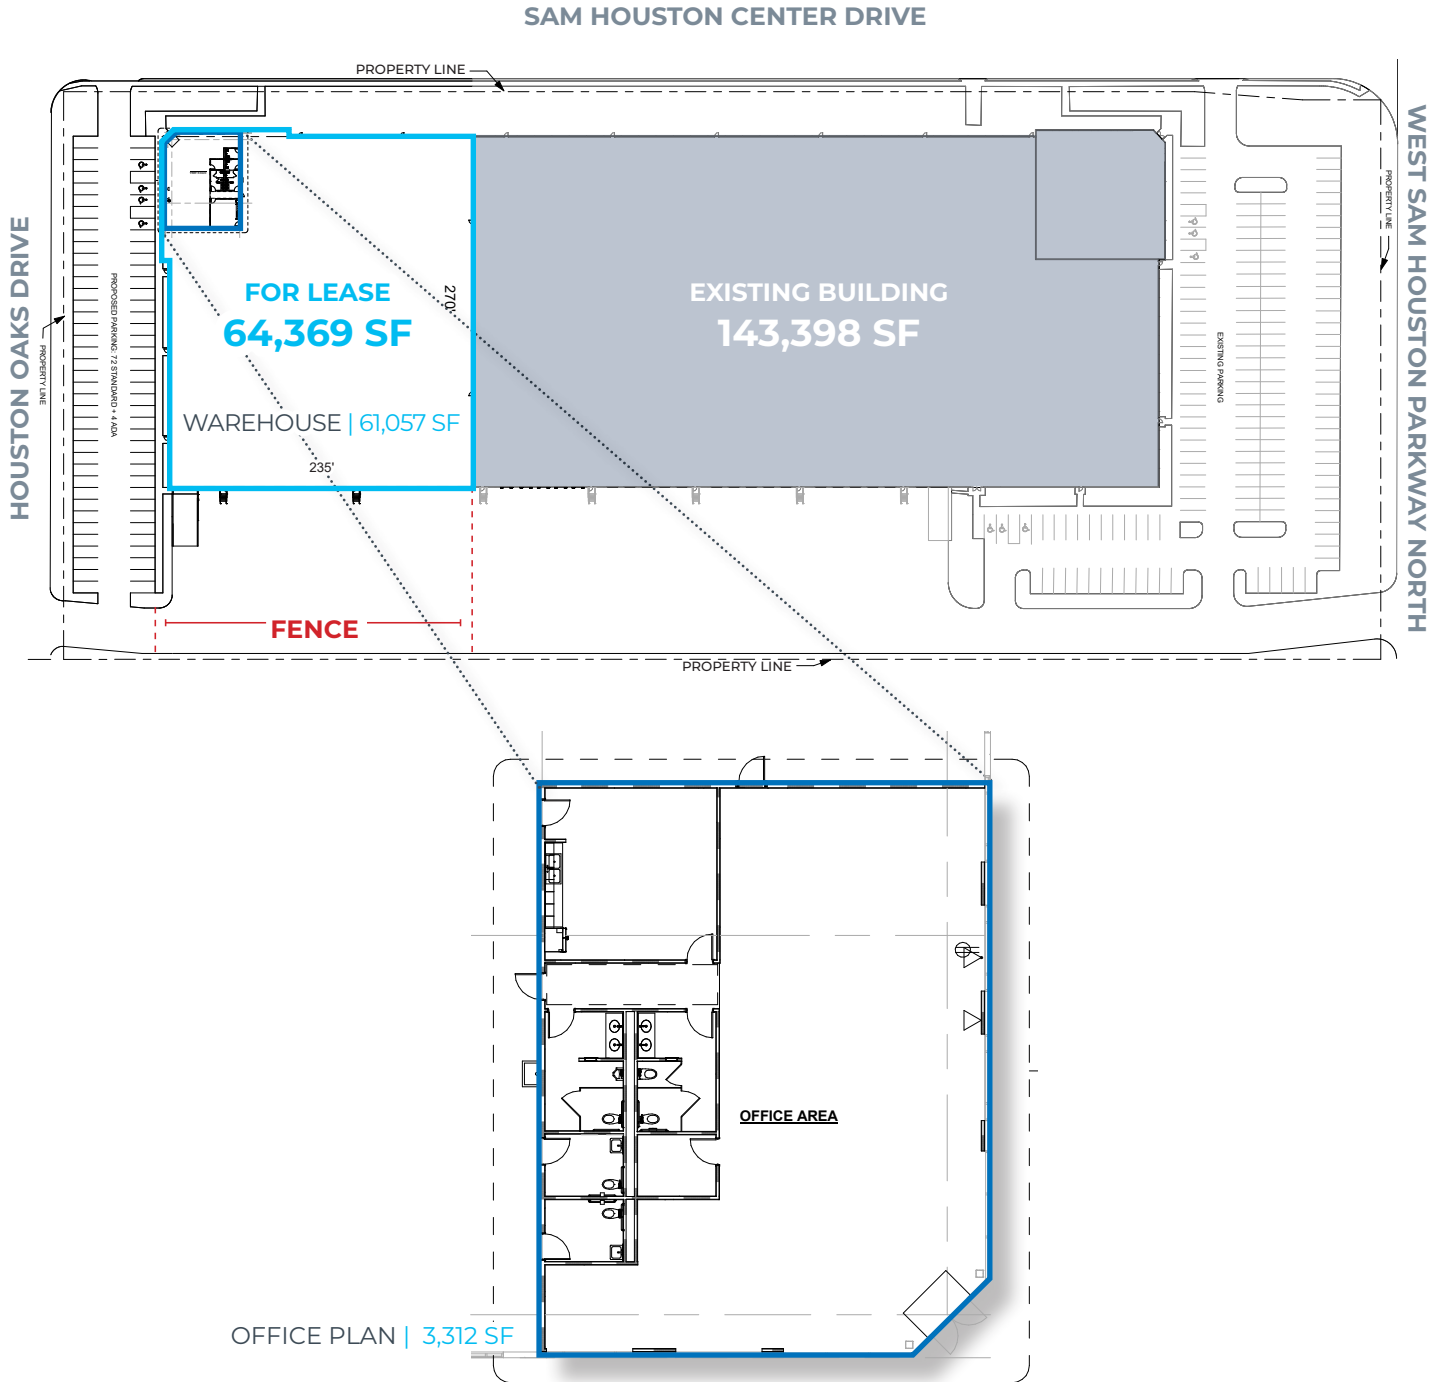 SAM HOUSTON CENTER DRIVE
PROPERTY LINE
WEST SAM HOUSTON PARKWAY NORTH
PROPERTY LINE
HOUSTON OAKS DRIVE
PROPERTY LINE
PROPOSED PARKING: 72 STANDARD + 4 ADA
FOR LEASE
64,369 SF
270'
EXISTING BUILDING
143,398 SF
EXISTING PARKING
WAREHOUSE | 61,057 SF
235'
FENCE
PROPERTY LINE
OFFICE AREA
OFFICE PLAN | 3,312 SF